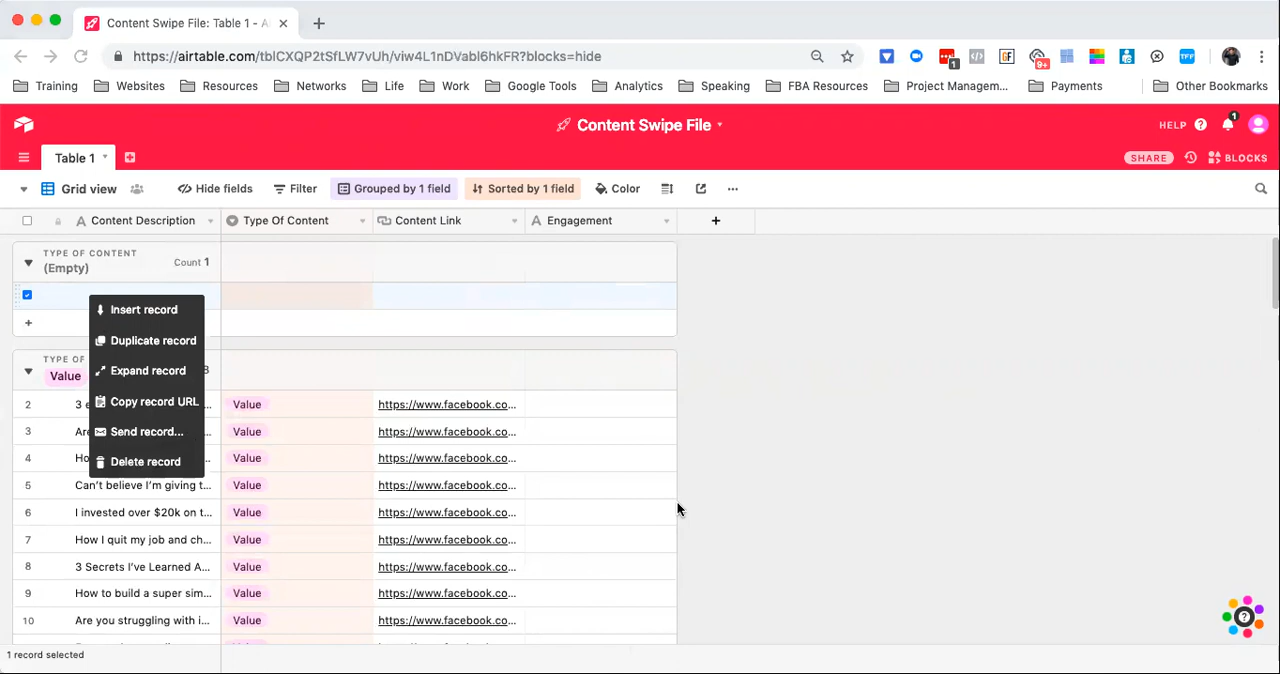 Content Swipe File: Table 1 - A
https://airtable.com/tblCXQP2tSfLW7vUh/viw4L1nDVabl6hkFR?blocks=hide
1
GF
9+
TFF
Training Websites Resources Networks Life Work Google Tools Analytics Speaking FBA Resources Project Managem... Payments Other Bookmarks
Content Swipe File
HELP ? 1
Table 1
SHARE BLOCKS
Grid view Hide fields Filter Grouped by 1 field Sorted by 1 field Color ...
A Content Description Type Of Content Content Link A Engagement +
TYPE OF CONTENT
(Empty) Count 1
Insert record
+
Duplicate record
TYPE OF
Expand record
Value
Copy record URL
2 3 ... Value https://www.facebook.co...
3 Are Send record... Value https://www.facebook.co...
4 Ho ... Value https://www.facebook.co...
Delete record
5 Can't believe I'm giving t... Value https://www.facebook.co...
6 I invested over $20k on t... Value https://www.facebook.co...
7 How I quit my job and ch... Value https://www.facebook.co...
8 3 Secrets I've Learned A... Value https://www.facebook.co...
9 How to build a super sim... Value https://www.facebook.co...
10 Are you struggling with i... Value https://www.facebook.co...
?
1 record selected